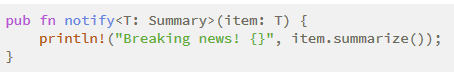 pub fn notify<T: Summary>(item: T) {
    println!("Breaking news! {}", item.summarize());
}